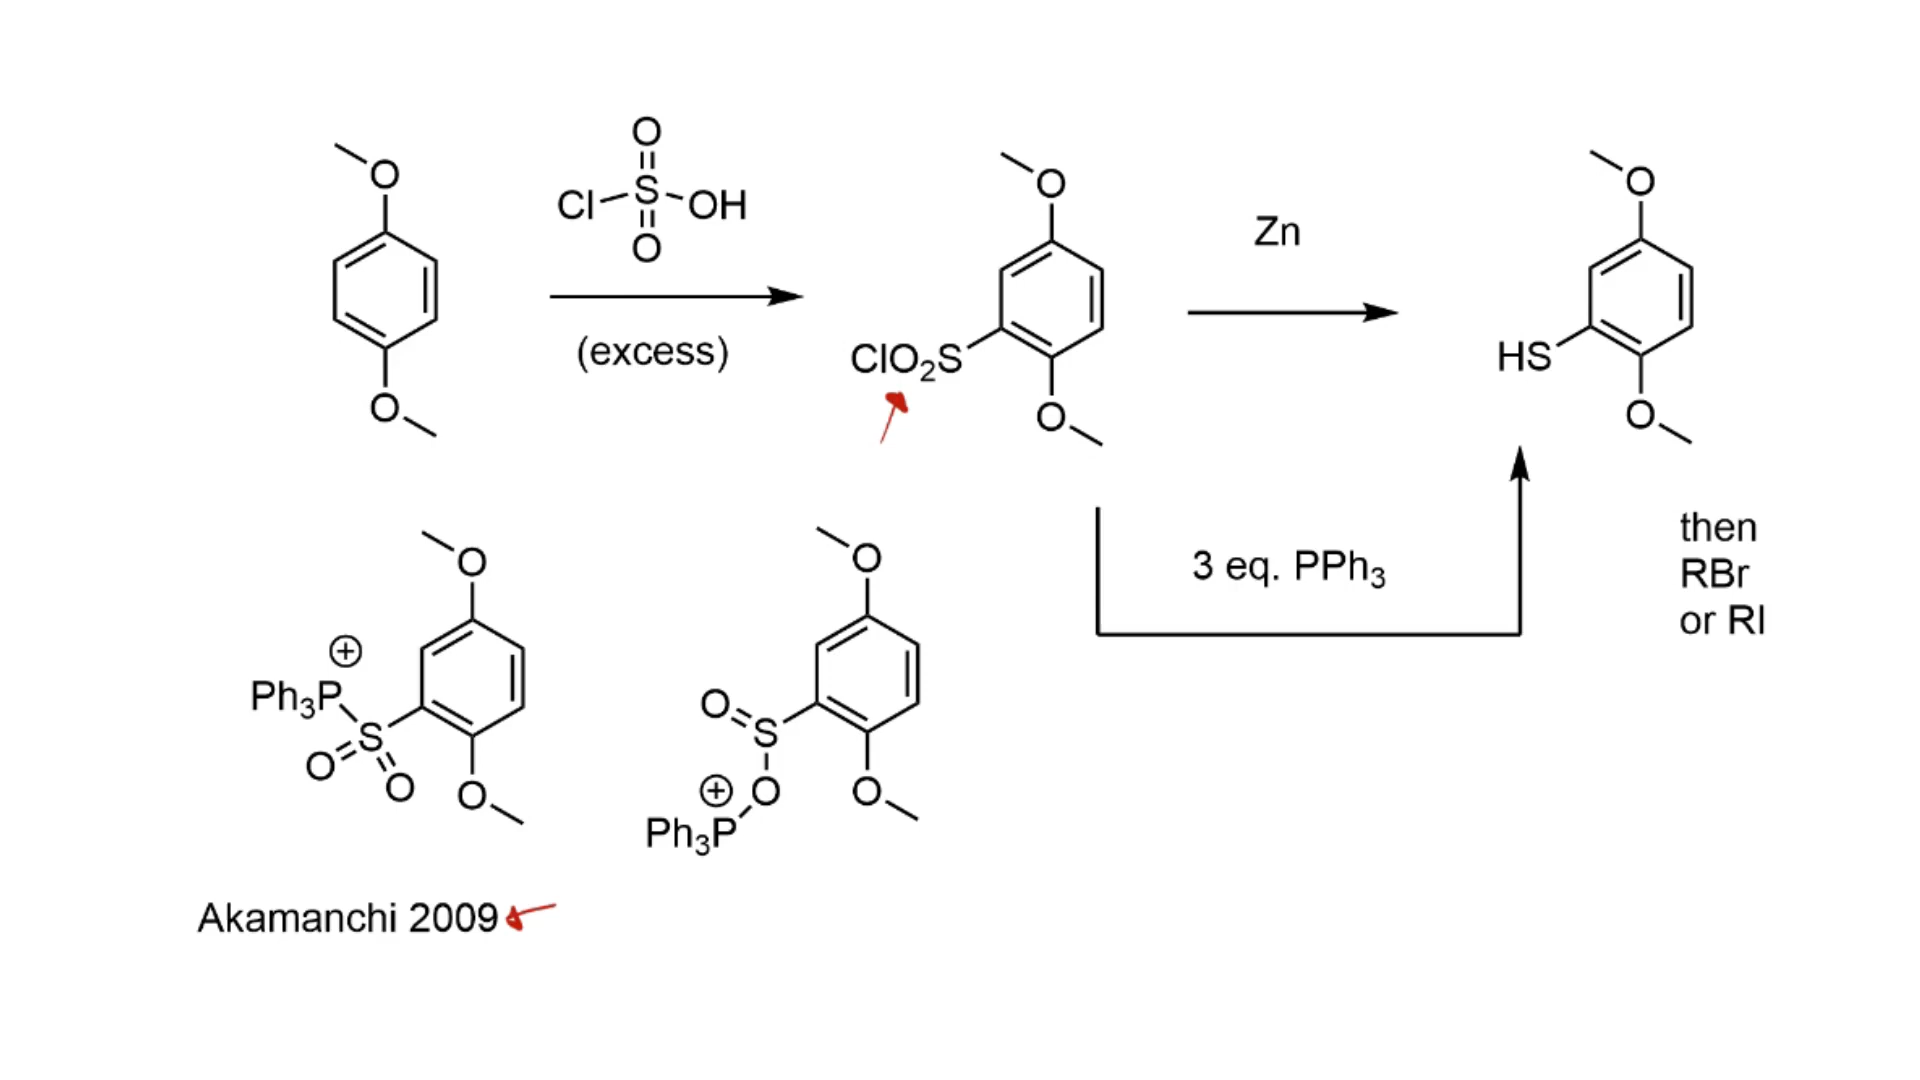 O
O
O
Cl
S
OH
O
(excess)
O
ClO2S
O
Zn
O
HS
O
3 eq. PPh3
then
RBr
or RI
O
+
Ph3P
S
O
O
O
O
O
S
+
O
Ph3P
O
Akamanchi 2009